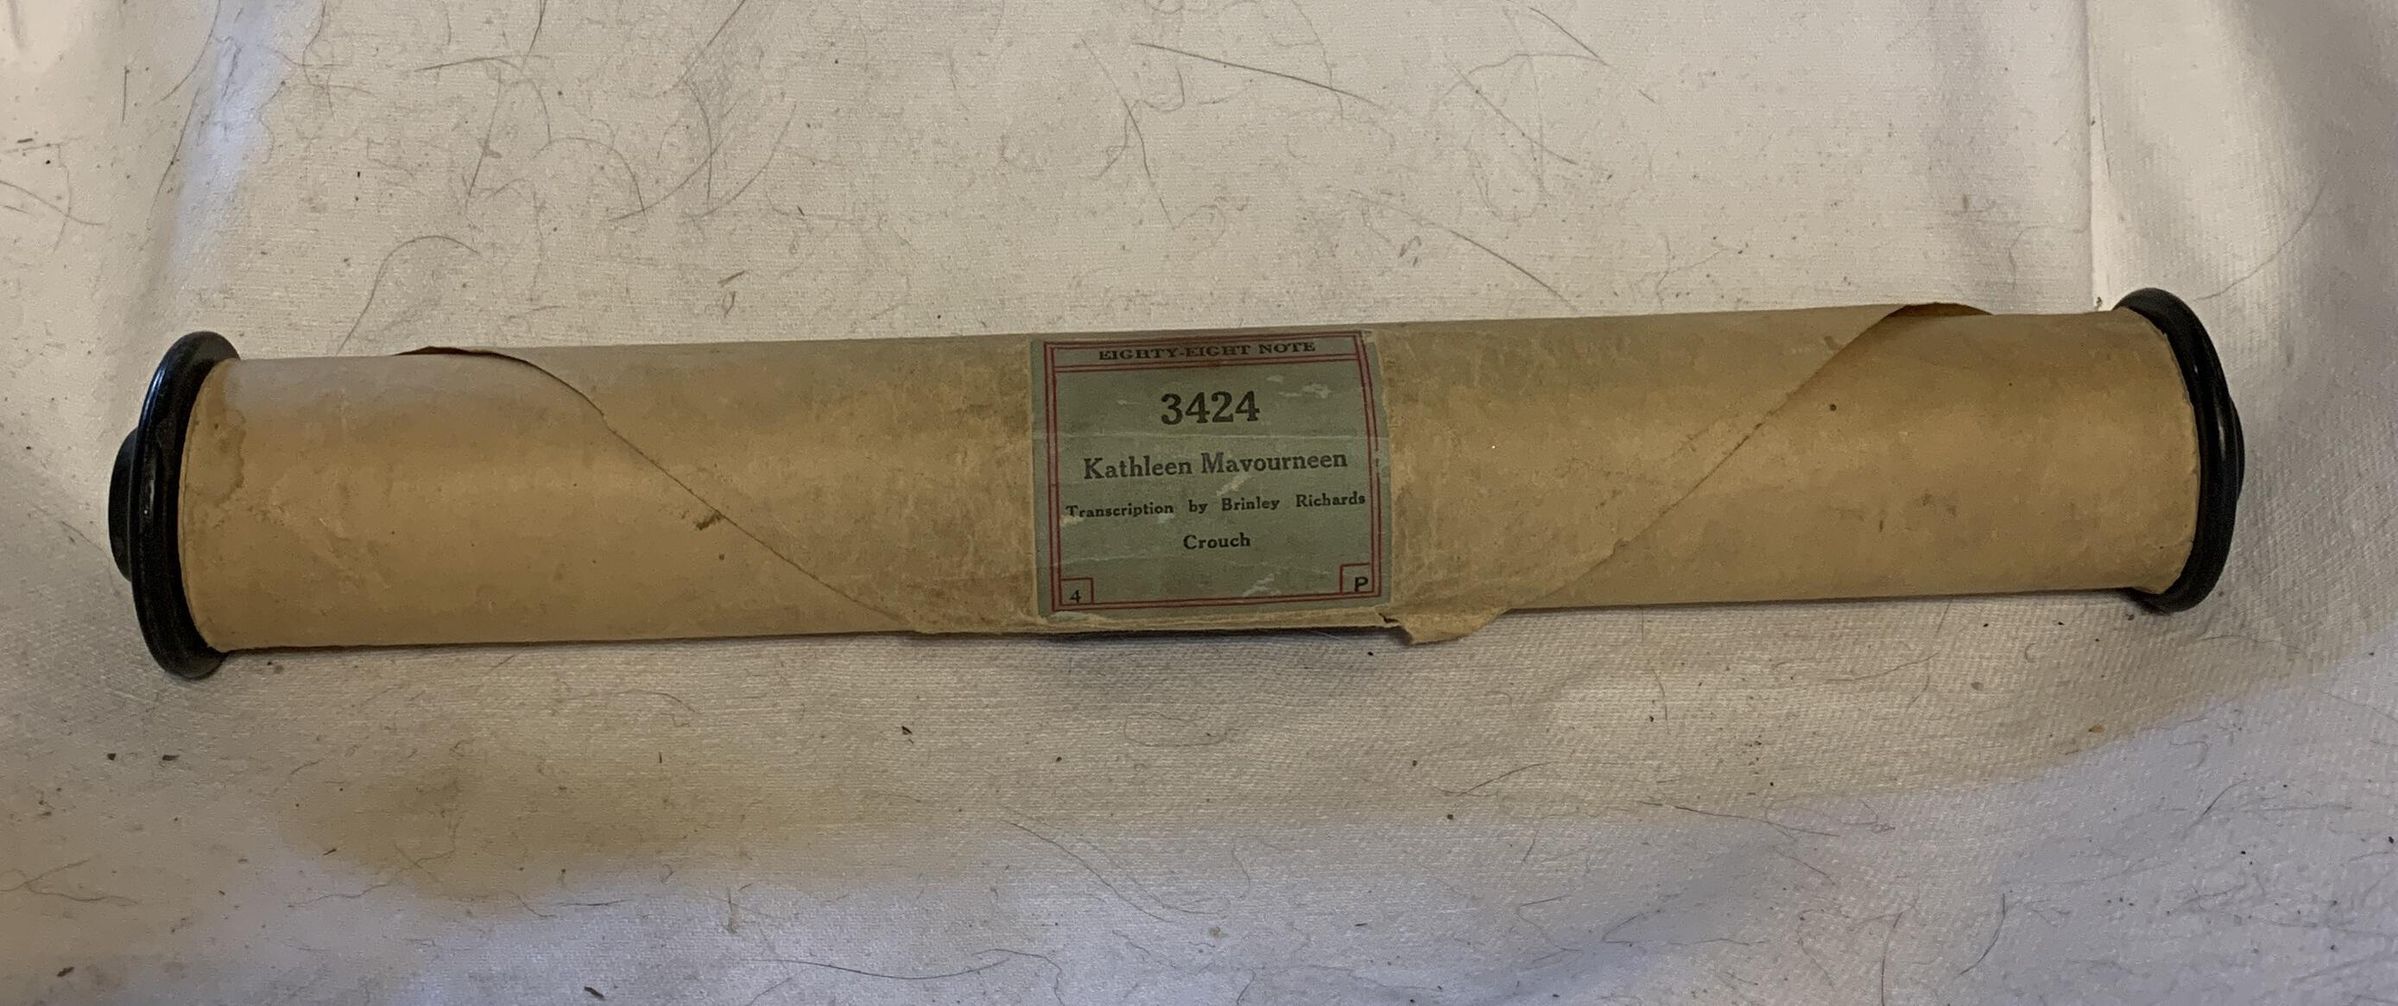 EIGHTY-EIGHT NOTE
3424
Kathleen Mavourneen
Transcription by Brinley Richards
Crouch
4 P